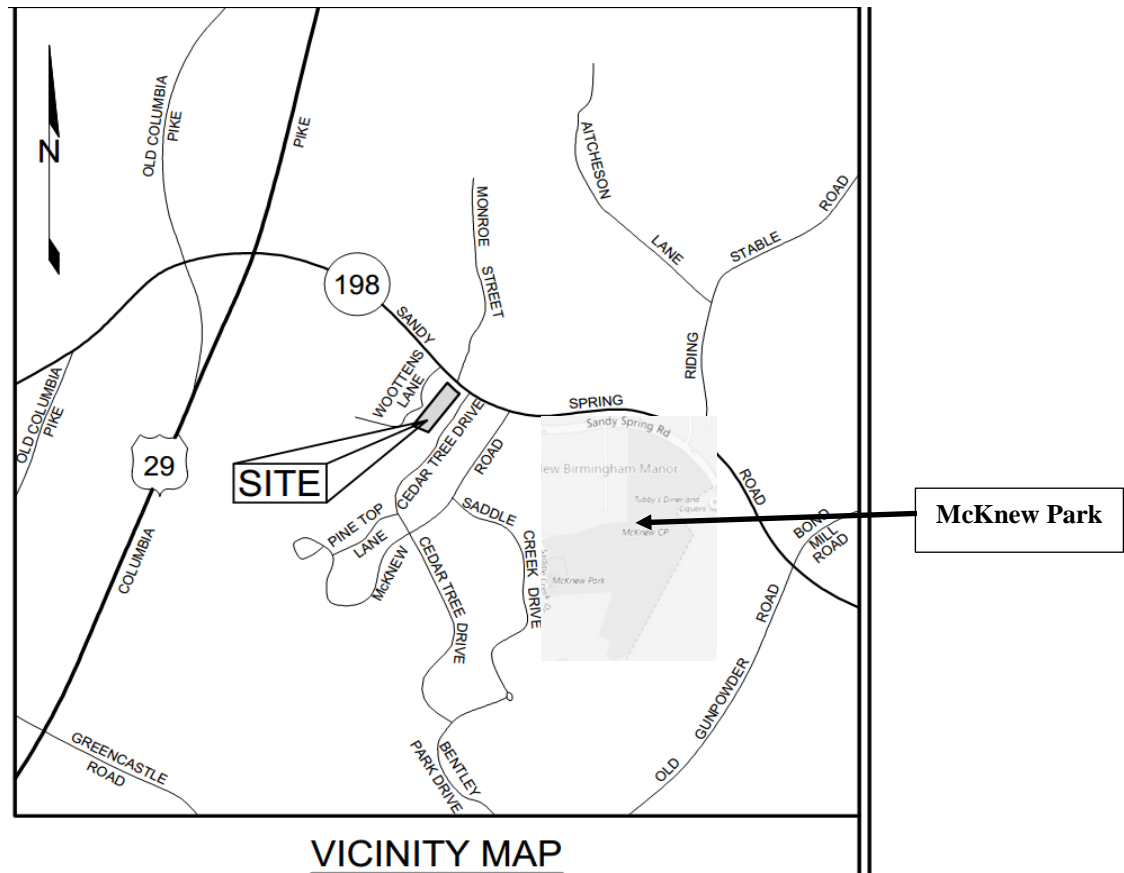 OLD COLUMBIA
PIKE
PIKE
N
AITCHESON
LANE
MONROE
STREET
STABLE
ROAD
198
SANDY
RIDING
WOOTTENS
LANE
SPRING
OLD COLUMBIA
PIKE
29
SITE
CEDAR TREE DRIVE
ROAD
Sandy Spring Rd
ew Birmingham Manor
Tubby's Diner and
Liquors
McKnew CP
McKnew Park
ROAD
BOND
MILL
ROAD
McKnew Park
PINE TOP
LANE
McKNEW
SADDLE
CREEK DRIVE
CEDAR TREE
DRIVE
COLUMBIA
OLD
GUNPOWDER
ROAD
GREENCASTLE
ROAD
BENTLEY
PARK DRIVE
VICINITY MAP